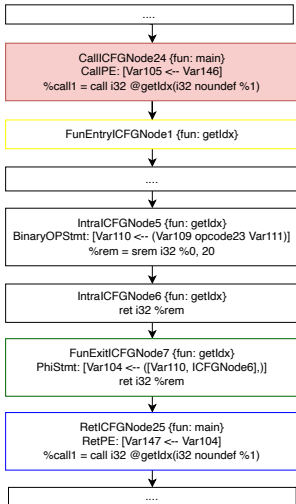 ....
CallICFGNode24 {fun: main}
CallPE: [Var105 <-- Var146]
%call1 = call i32 @getIdx(i32 noundef %1)
FunEntryICFGNode1 {fun: getIdx}
....
IntraICFGNode5 {fun: getIdx}
BinaryOPStmt: [Var110 <-- (Var109 opcode23 Var111)]
%rem = srem i32 %0, 20
IntraICFGNode6 {fun: getIdx}
ret i32 %rem
FunExitICFGNode7 {fun: getIdx}
PhiStmt: [Var104 <-- ([Var110, ICFGNode6],)]
ret i32 %rem
RetICFGNode25 {fun: main}
RetPE: [Var147 <-- Var104]
%call1 = call i32 @getIdx(i32 noundef %1)
....